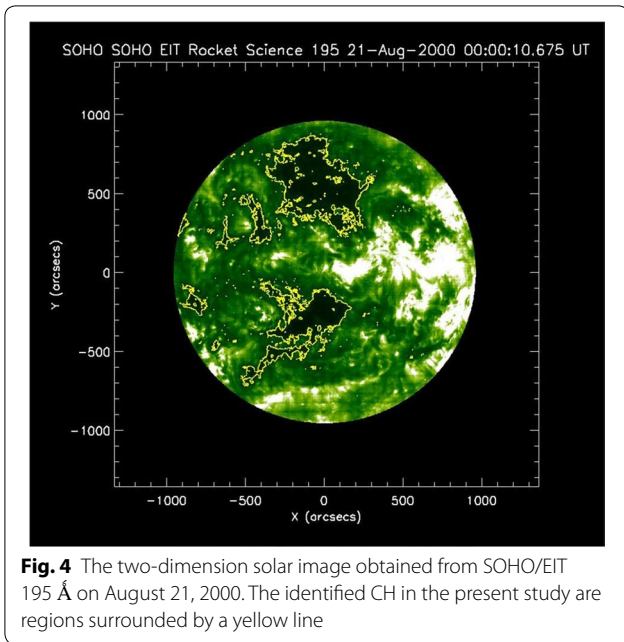 SOHO SOHO EIT Rocket Science 195 21-Aug-2000 00:00:10.675 UT
1000
500
0
-500
-1000
Y (arcsecs)
-1000 -500 0 500 1000
X (arcsecs)
Fig. 4 The two-dimension solar image obtained from SOHO/EIT
195 Å on August 21, 2000. The identified CH in the present study are
regions surrounded by a yellow line